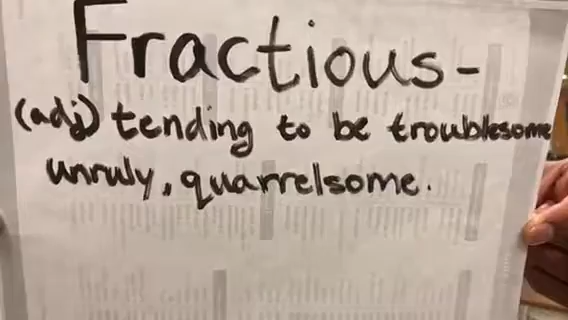 Fractious-
(adj) tending to be troublesome
unruly, quarrelsome.